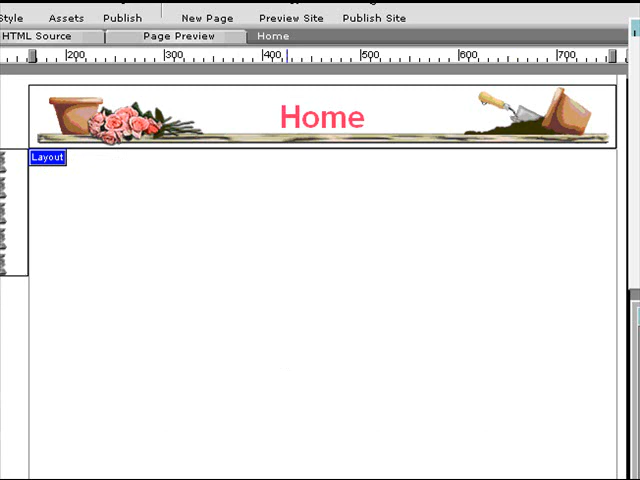 Style Assets Publish New Page Preview Site Publish Site
HTML Source Page Preview Home
200 300 400 500 600 700
Home
Layout